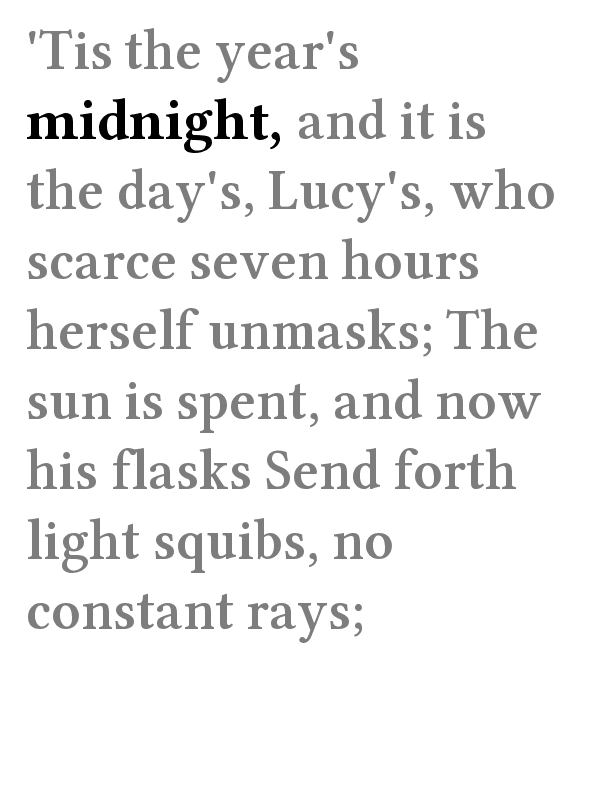 'Tis the year's
midnight, and it is
the day's, Lucy's, who
scarce seven hours
herself unmasks; The
sun is spent, and now
his flasks Send forth
light squibs, no
constant rays;